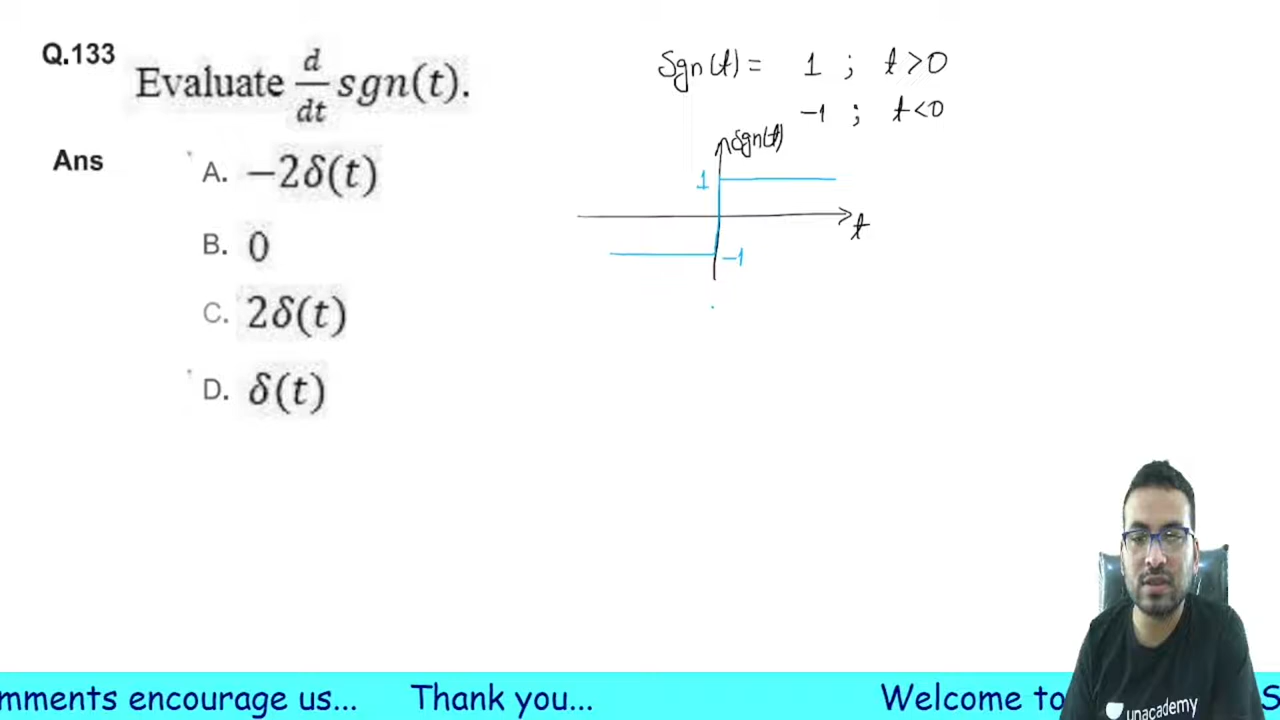 Q.133
Evaluate d/dt sgn(t).
Sgn(t) = 1 ; t>0
-1 ; t<0
Ans
A. −2δ(t)
B. 0
C. 2δ(t)
D. δ(t)
Sgn(t)
1
t
-1
unacademy
mments encourage us... Thank you... Welcome to S